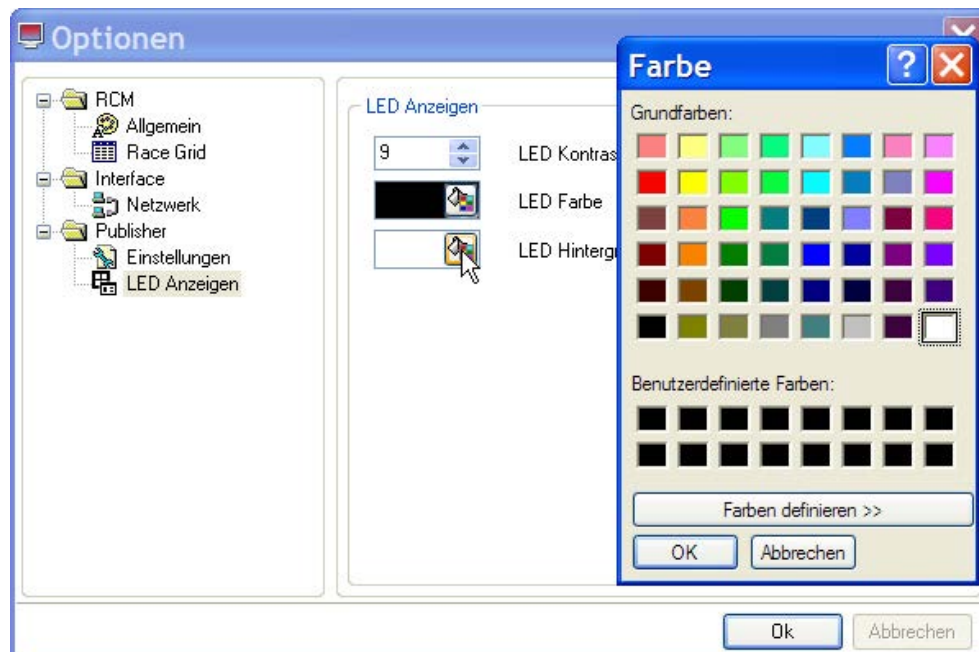 Optionen
RCM
Allgemein
Race Grid
Interface
Netzwerk
Publisher
Einstellungen
LED Anzeigen
LED Anzeigen
9
LED Kontras
LED Farbe
LED Hintergr
Farbe
?
Grundfarben:
Benutzerdefinierte Farben:
Farben definieren >>
OK
Abbrechen
Ok
Abbrechen